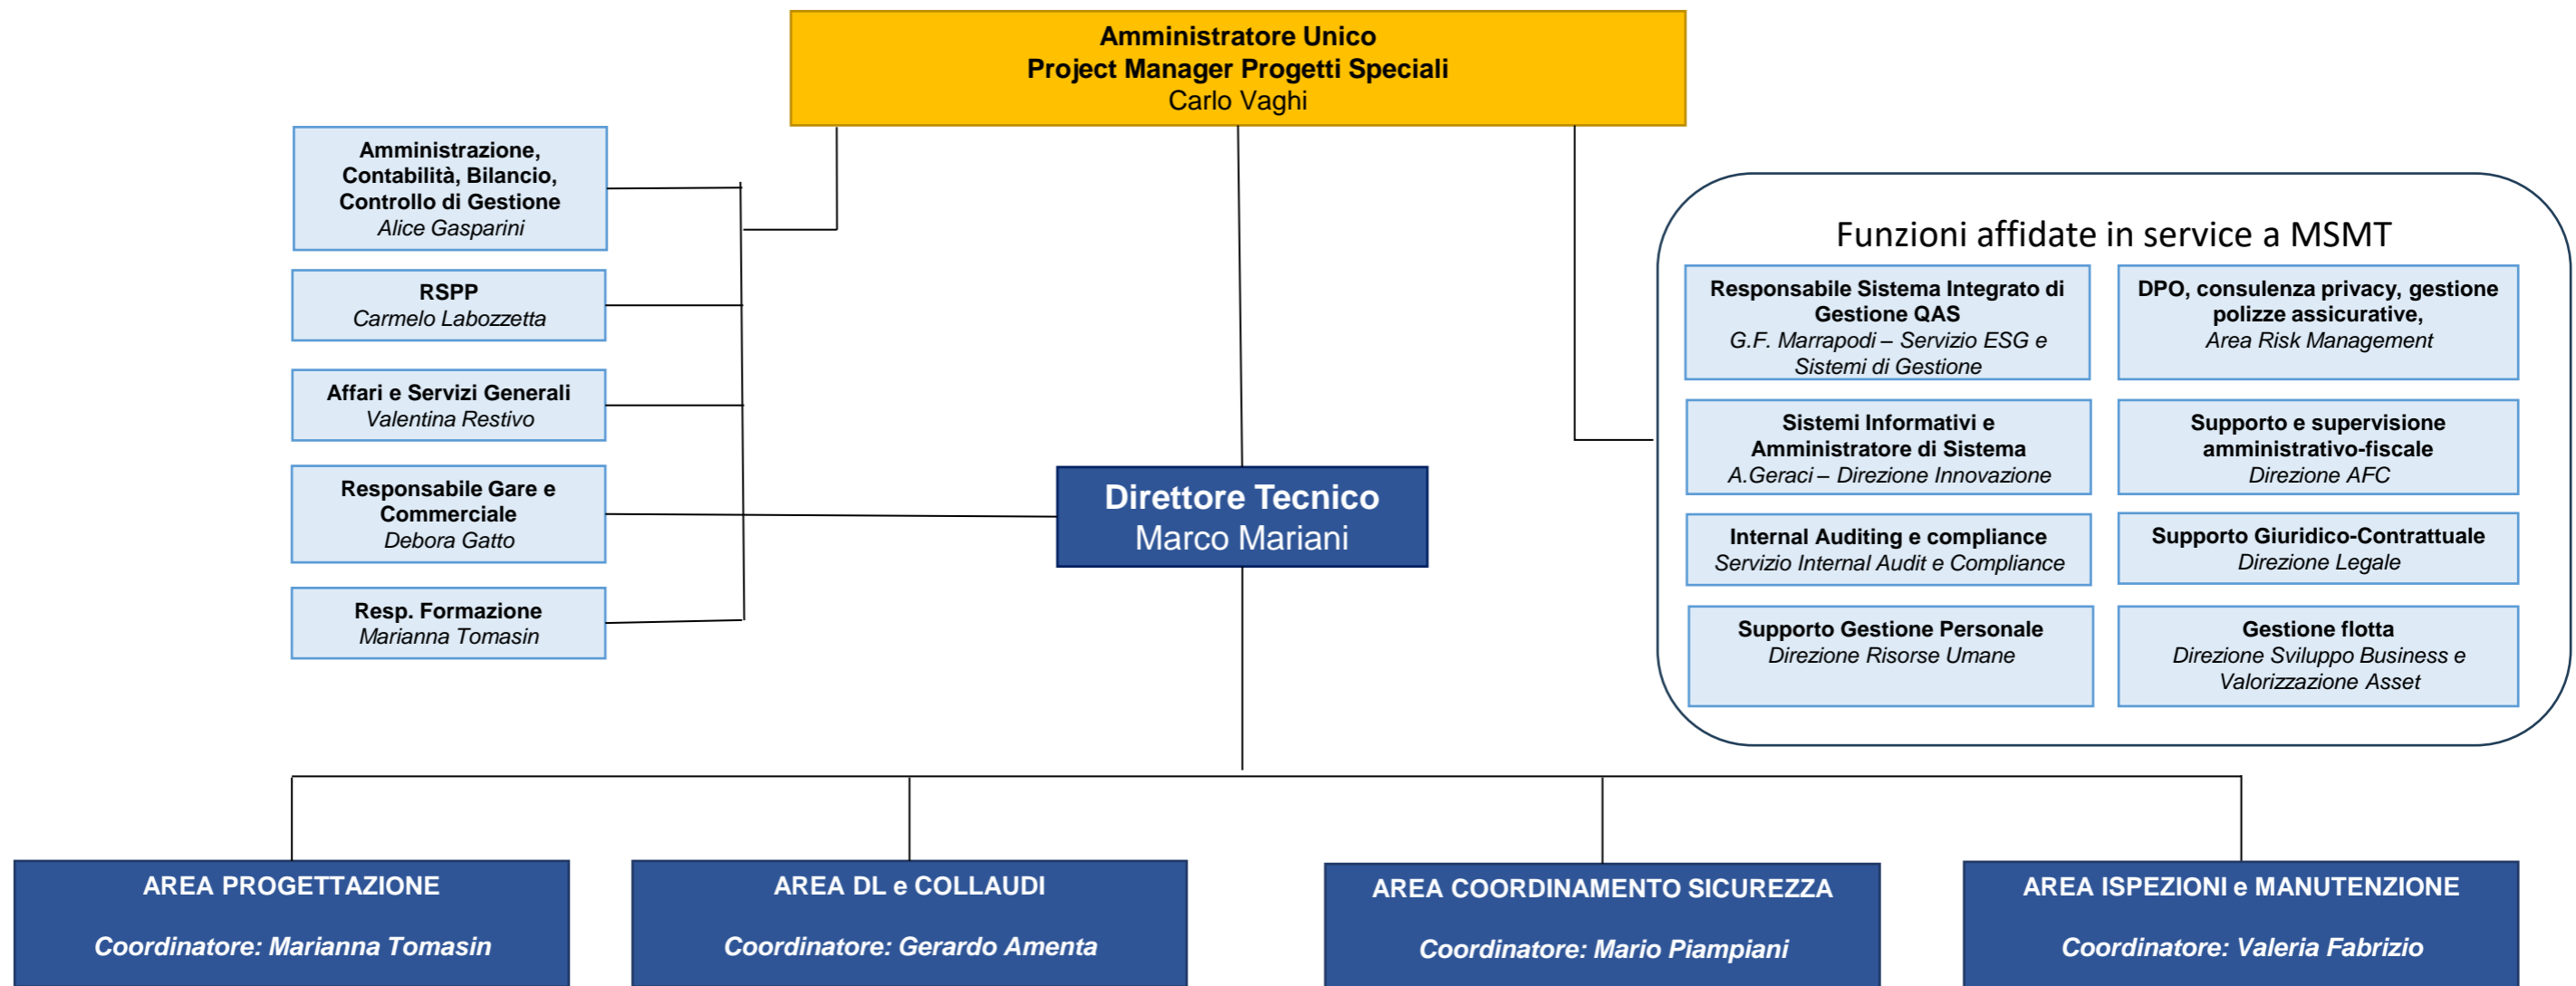 Amministratore Unico
Project Manager Progetti Speciali
Carlo Vaghi
Amministrazione,
Contabilità, Bilancio,
Controllo di Gestione
Alice Gasparini
RSPP
Carmelo Labozzetta
Affari e Servizi Generali
Valentina Restivo
Responsabile Gare e
Commerciale
Debora Gatto
Resp. Formazione
Marianna Tomasin
Direttore Tecnico
Marco Mariani
Funzioni affidate in service a MSMT
Responsabile Sistema Integrato di
Gestione QAS
G.F. Marrapodi – Servizio ESG e
Sistemi di Gestione
DPO, consulenza privacy, gestione
polizze assicurative,
Area Risk Management
Sistemi Informativi e
Amministratore di Sistema
A.Geraci – Direzione Innovazione
Supporto e supervisione
amministrativo-fiscale
Direzione AFC
Internal Auditing e compliance
Servizio Internal Audit e Compliance
Supporto Giuridico-Contrattuale
Direzione Legale
Supporto Gestione Personale
Direzione Risorse Umane
Gestione flotta
Direzione Sviluppo Business e
Valorizzazione Asset
AREA PROGETTAZIONE
Coordinatore: Marianna Tomasin
AREA DL e COLLAUDI
Coordinatore: Gerardo Amenta
AREA COORDINAMENTO SICUREZZA
Coordinatore: Mario Piampiani
AREA ISPEZIONI e MANUTENZIONE
Coordinatore: Valeria Fabrizio